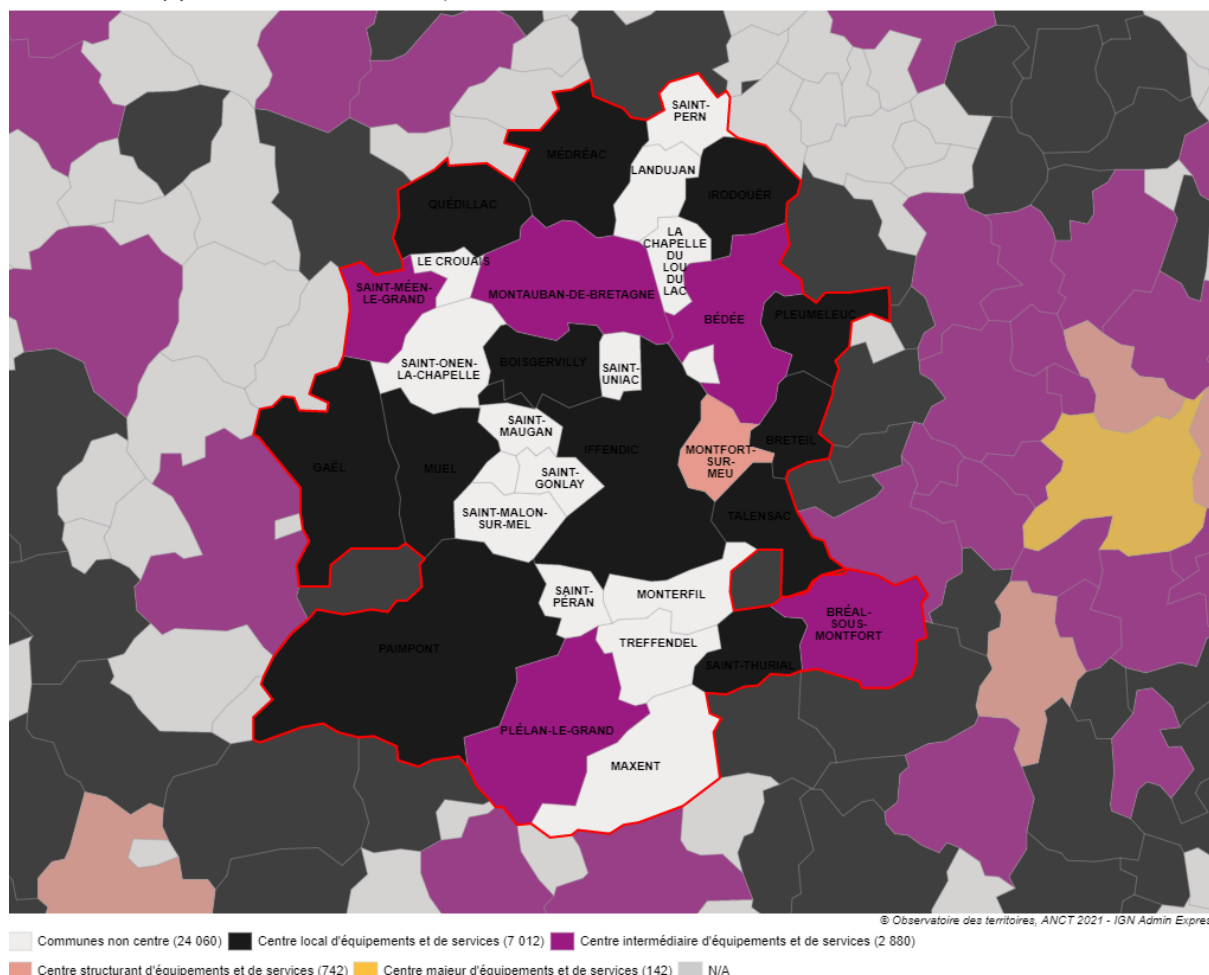 SAINT-
PERN
MÉDRÉAC
LANDUJAN
IRODOUËR
QUÉDILLAC
LA
CHAPELLE
DU
LOU
DU
LAC
LE CROUAIS
SAINT-MÉEN-
LE-GRAND
MONTAUBAN-DE-BRETAGNE
BÉDÉE
PLEUMELEUC
SAINT-ONEN-
LA-CHAPELLE
BOISGERVILLY
SAINT-
UNIAC
SAINT-
MAUGAN
IFFENDIC
MONTFORT-
SUR-
MEU
BRETEIL
GAËL
MUEL
SAINT-
GONLAY
SAINT-MALON-
SUR-MEL
TALENSAC
SAINT-
PÉRAN
MONTERFIL
BRÉAL-
SOUS-
MONTFORT
PAIMPONT
TREFFENDEL
SAINT-THURIAL
PLÉLAN-LE-GRAND
MAXENT
© Observatoire des territoires, ANCT 2021 - IGN Admin Expres
Communes non centre (24 060) Centre local d'équipements et de services (7 012) Centre intermédiaire d'équipements et de services (2 880)
Centre structurant d'équipements et de services (742) Centre majeur d'équipements et de services (142) N/A